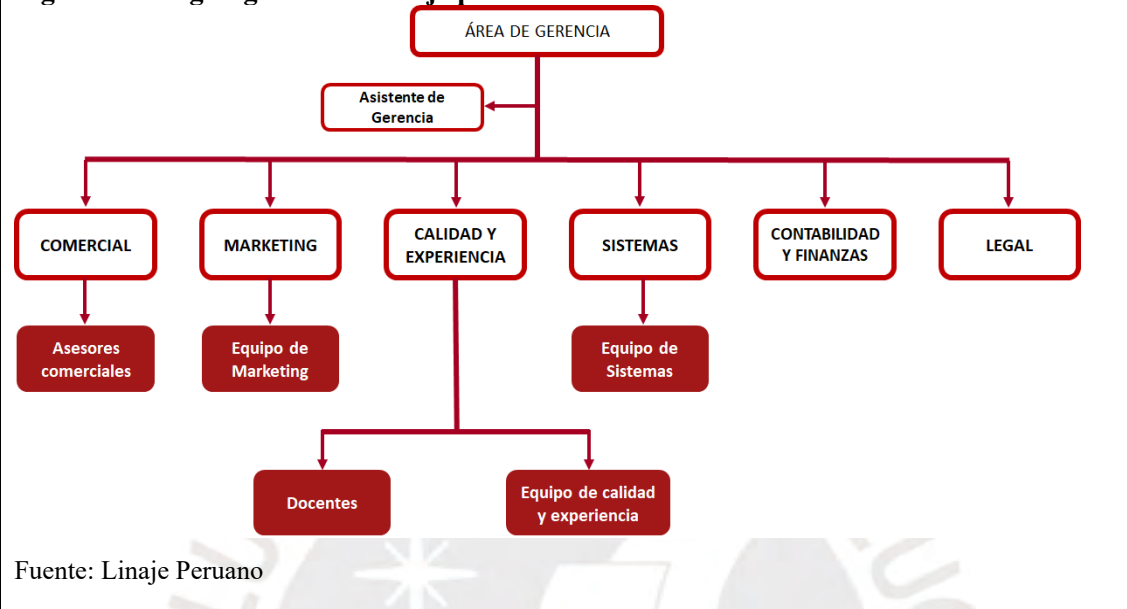 ÁREA DE GERENCIA
Asistente de
Gerencia
COMERCIAL
MARKETING
CALIDAD Y
EXPERIENCIA
SISTEMAS
CONTABILIDAD
Y FINANZAS
LEGAL
Asesores
comerciales
Equipo de
Marketing
Equipo de
Sistemas
Docentes
Equipo de calidad
y experiencia
Fuente: Linaje Peruano